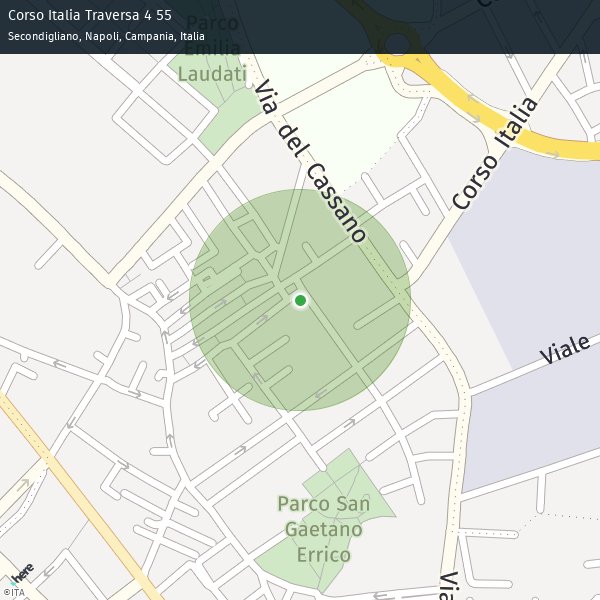 Corso Italia Traversa 4 55
Secondigliano, Napoli, Campania, Italia
Parco
Emilia
Laudati
Via del Cassano
Corso Italia
Viale
Parco San
Gaetano
Errico
Via
here
©ITA